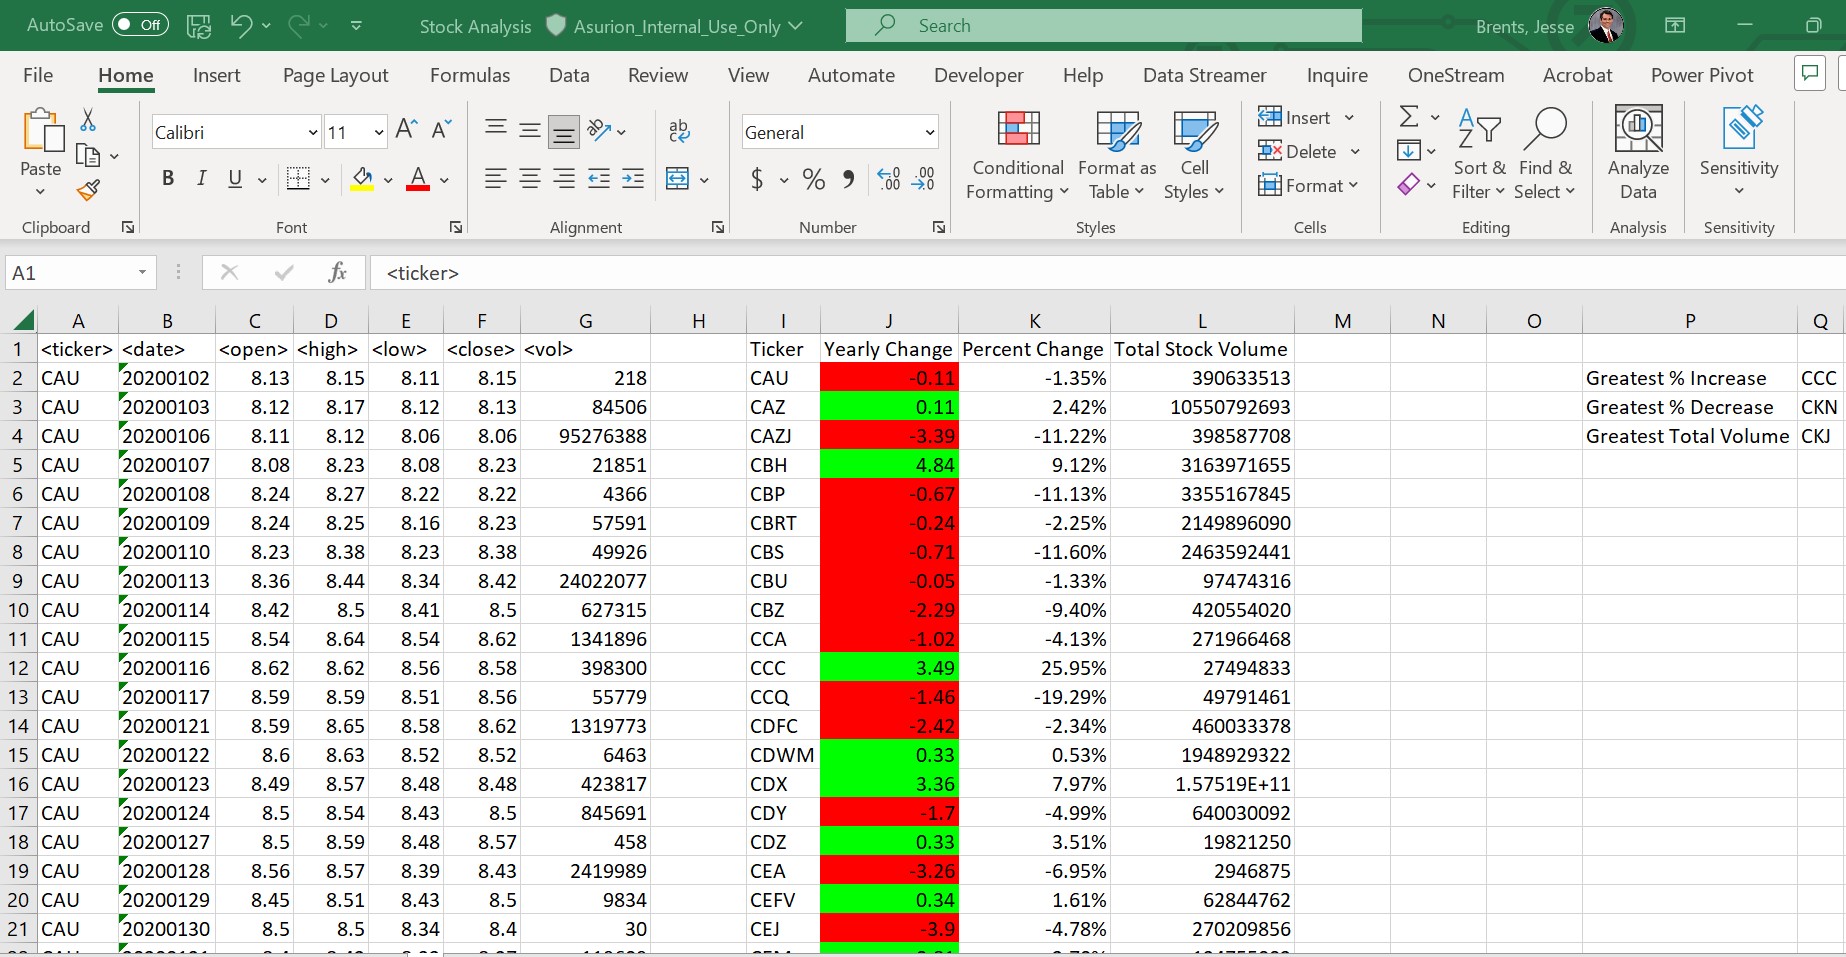 AutoSave Off Stock Analysis Asurion_Internal_Use_Only Search Brents, Jesse
File Home Insert Page Layout Formulas Data Review View Automate Developer Help Data Streamer Inquire OneStream Acrobat Power Pivot
Paste
Clipboard
Calibri 11
B I U A
Font
ab
Alignment
General
$ % .00
Number
Conditional Formatting
Format as Table
Cell Styles
Styles
Insert
Delete
Format
Cells
Sort & Filter
Find & Select
Editing
Analyze Data
Analysis
Sensitivity
Sensitivity
A1 fx <ticker>
A B C D E F G H I J K L M N O P Q
1 <ticker> <date> <open> <high> <low> <close> <vol> Ticker Yearly Change Percent Change Total Stock Volume
2 CAU 20200102 8.13 8.15 8.11 8.15 218 CAU -0.11 -1.35% 390633513 Greatest % Increase CCC
3 CAU 20200103 8.12 8.17 8.12 8.13 84506 CAZ 0.11 2.42% 10550792693 Greatest % Decrease CKN
4 CAU 20200106 8.11 8.12 8.06 8.06 95276388 CAZJ -3.39 -11.22% 398587708 Greatest Total Volume CKJ
5 CAU 20200107 8.08 8.23 8.08 8.23 21851 CBH 4.84 9.12% 3163971655
6 CAU 20200108 8.24 8.27 8.22 8.22 4366 CBP -0.67 -11.13% 3355167845
7 CAU 20200109 8.24 8.25 8.16 8.23 57591 CBRT -0.24 -2.25% 2149896090
8 CAU 20200110 8.23 8.38 8.23 8.38 49926 CBS -0.71 -11.60% 2463592441
9 CAU 20200113 8.36 8.44 8.34 8.42 24022077 CBU -0.05 -1.33% 97474316
10 CAU 20200114 8.42 8.5 8.41 8.5 627315 CBZ -2.29 -9.40% 420554020
11 CAU 20200115 8.54 8.64 8.54 8.62 1341896 CCA -1.02 -4.13% 271966468
12 CAU 20200116 8.62 8.62 8.56 8.58 398300 CCC 3.49 25.95% 27494833
13 CAU 20200117 8.59 8.59 8.51 8.56 55779 CCQ -1.46 -19.29% 49791461
14 CAU 20200121 8.59 8.65 8.58 8.62 1319773 CDFC -2.42 -2.34% 460033378
15 CAU 20200122 8.6 8.63 8.52 8.52 6463 CDWM 0.33 0.53% 1948929322
16 CAU 20200123 8.49 8.57 8.48 8.48 423817 CDX 3.36 7.97% 1.57519E+11
17 CAU 20200124 8.5 8.54 8.43 8.5 845691 CDY -1.7 -4.99% 640030092
18 CAU 20200127 8.5 8.59 8.48 8.57 458 CDZ 0.33 3.51% 19821250
19 CAU 20200128 8.56 8.57 8.39 8.43 2419989 CEA -3.26 -6.95% 2946875
20 CAU 20200129 8.45 8.51 8.43 8.5 9834 CEFV 0.34 1.61% 62844762
21 CAU 20200130 8.5 8.5 8.34 8.4 30 CEJ -3.9 -4.78% 270209856